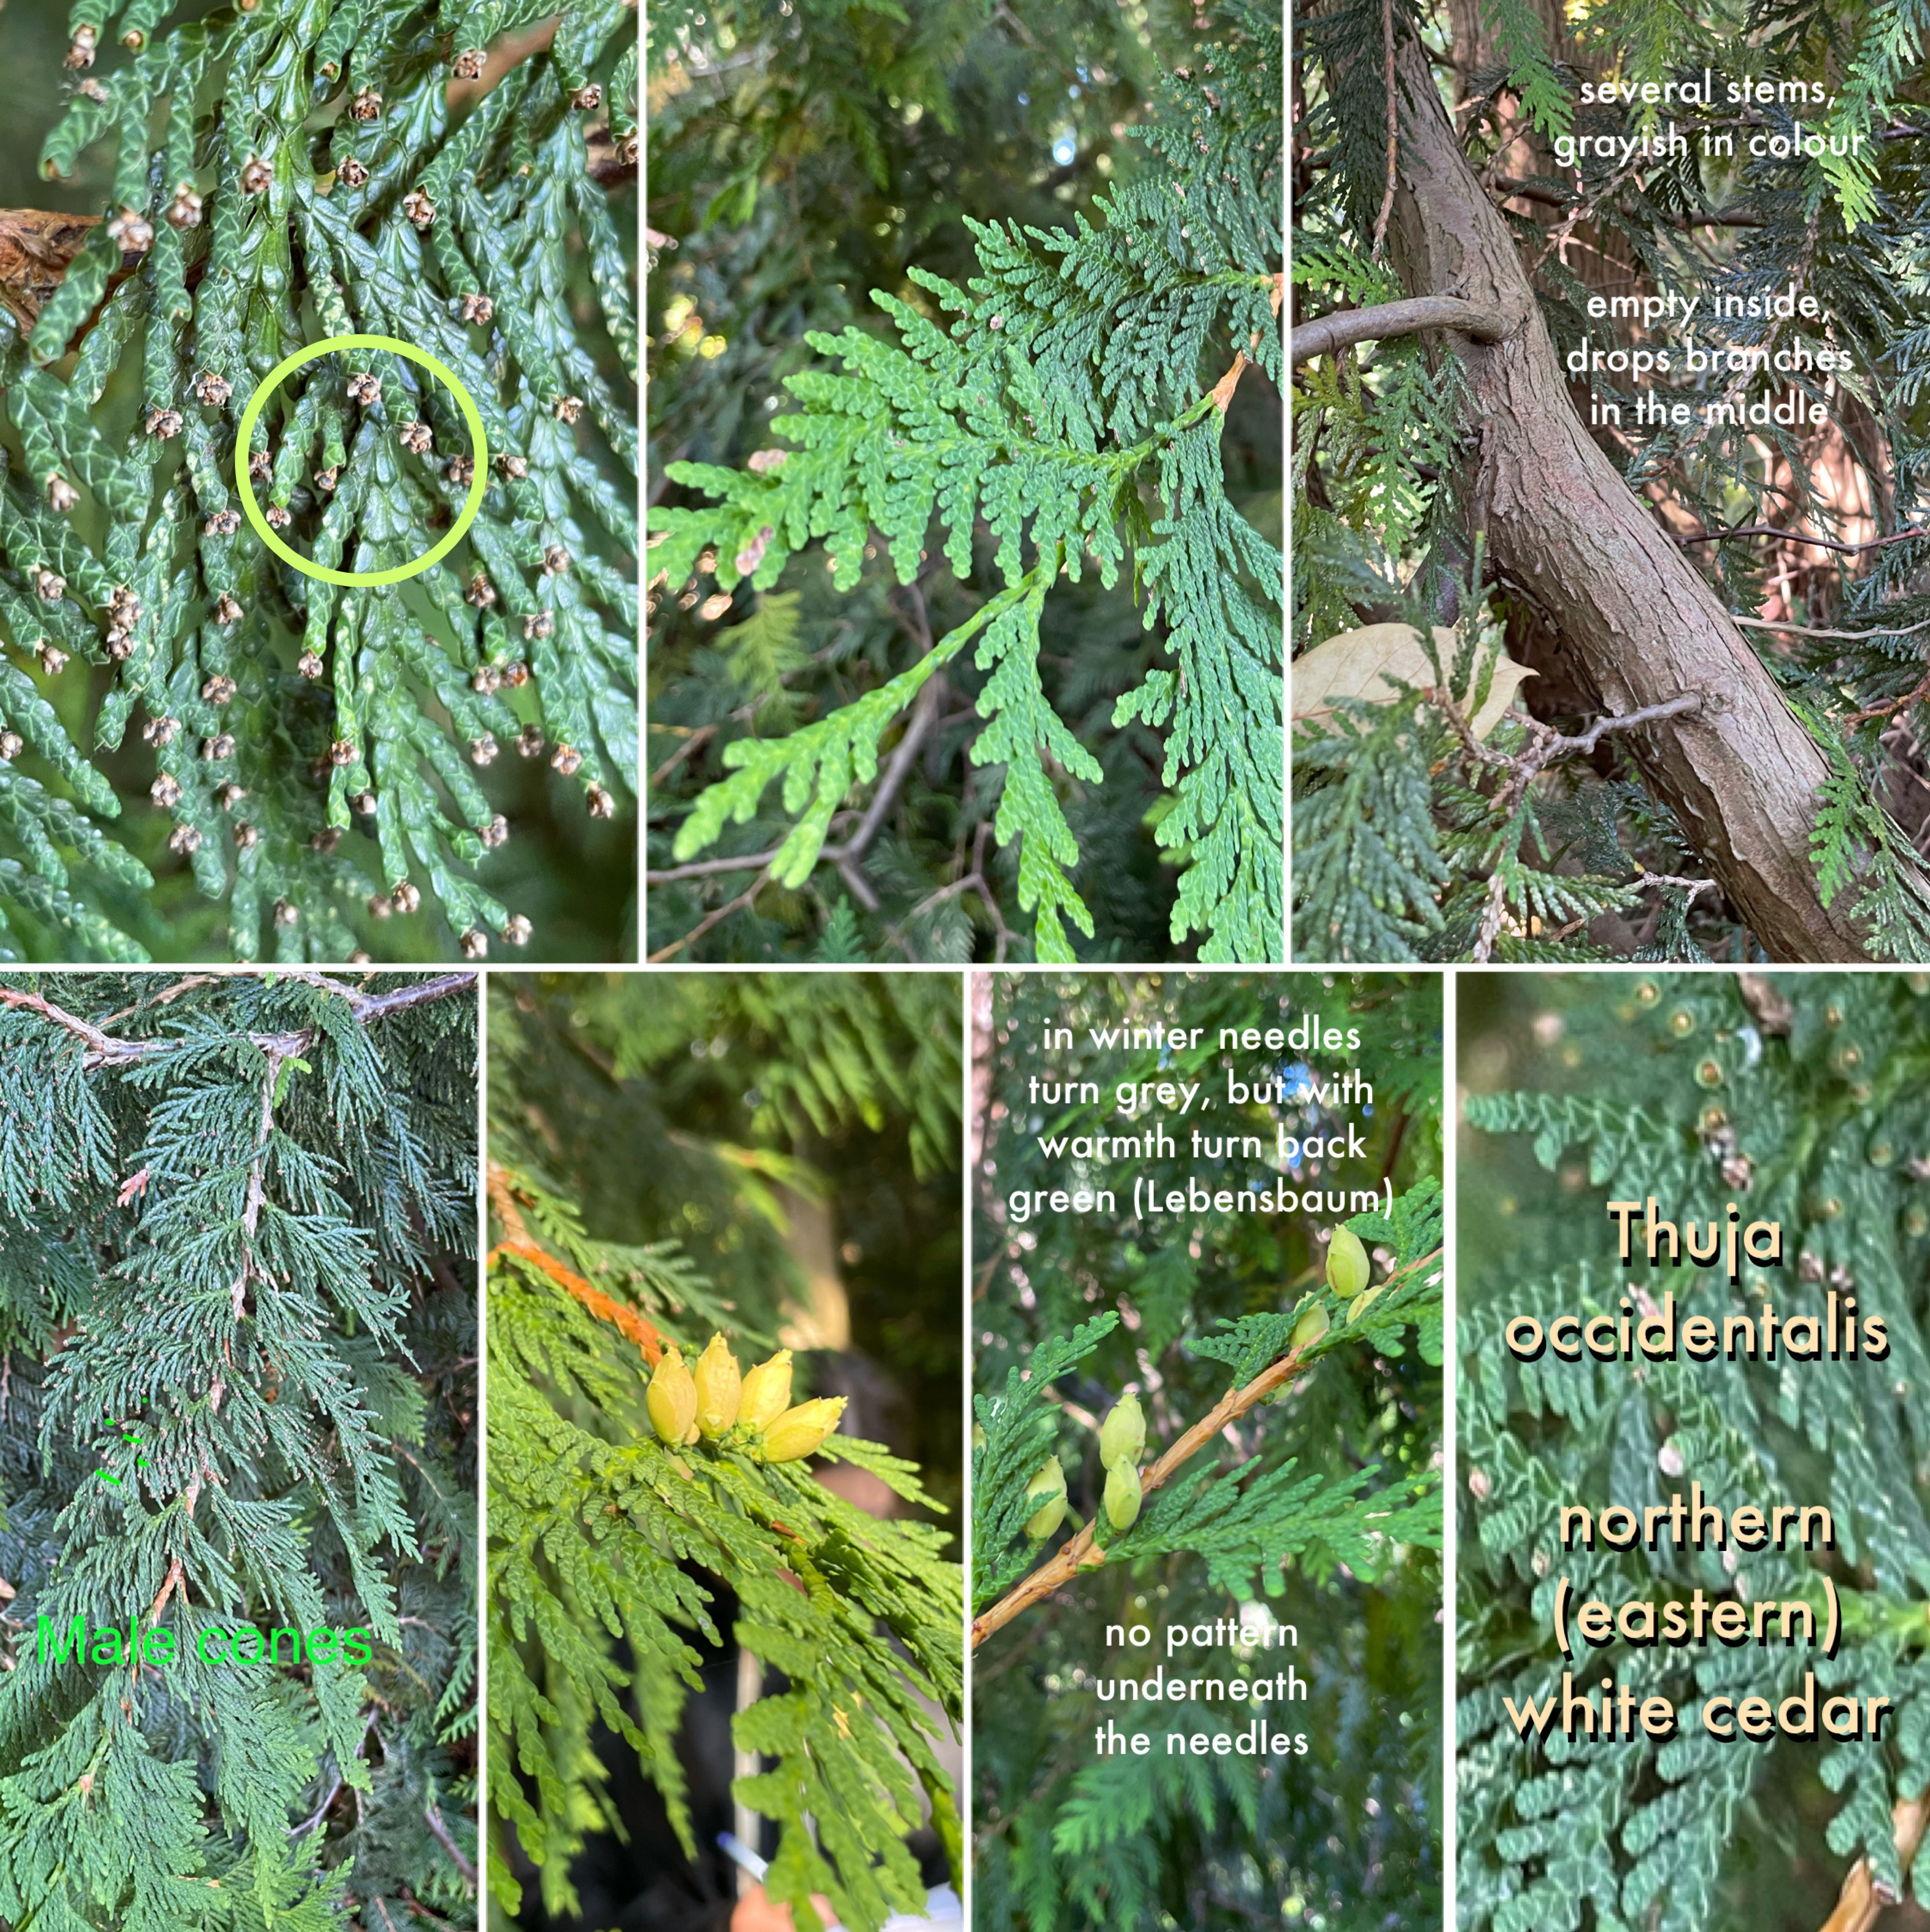 several stems,
grayish in colour
empty inside,
drops branches
in the middle
Male cones
in winter needles
turn grey, but with
warmth turn back
green (Lebensbaum)
no pattern
underneath
the needles
Thuja
occidentalis
northern
(eastern)
white cedar